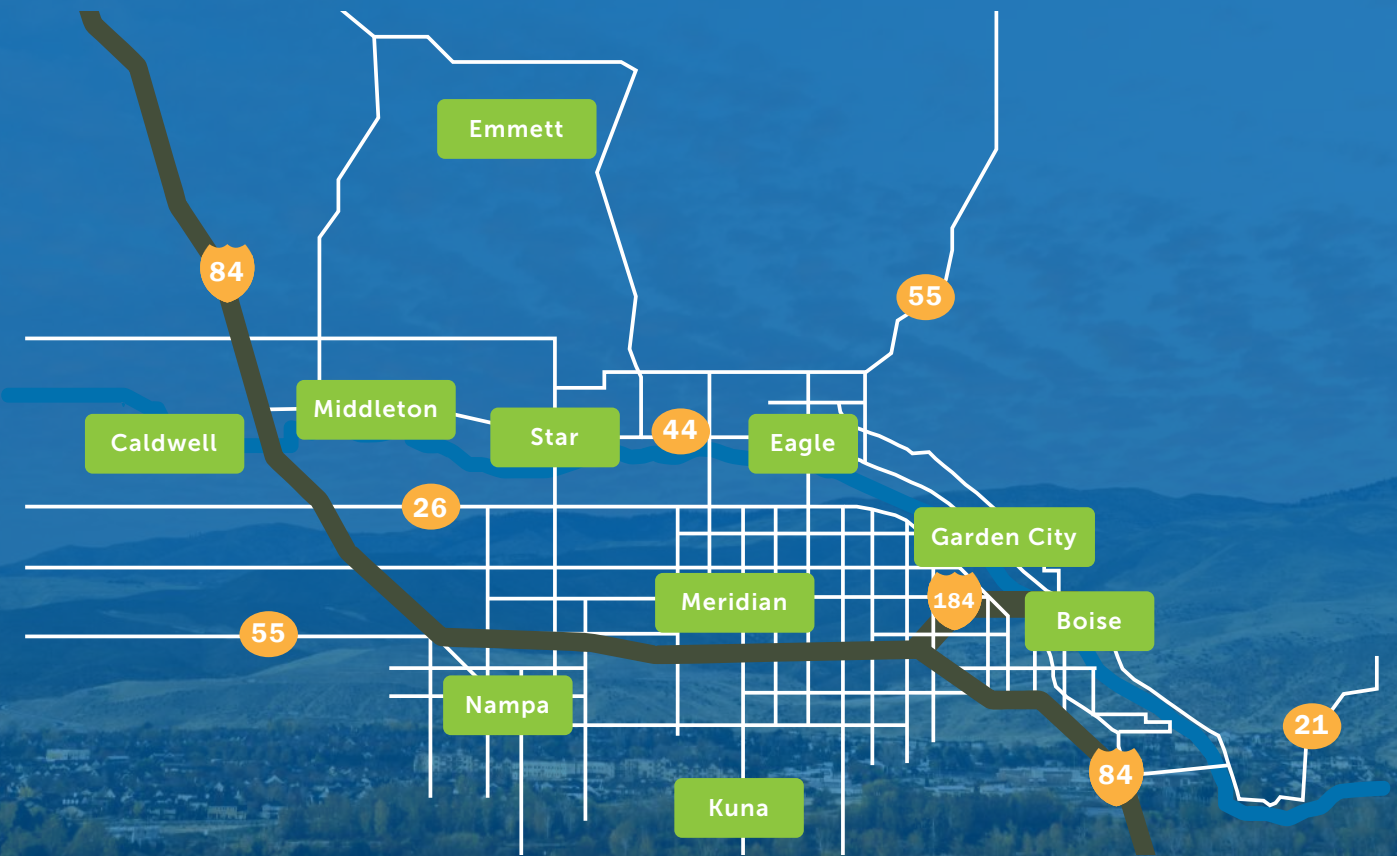 Emmett
84
55
Middleton
Caldwell
Star
44
Eagle
26
Garden City
Meridian
184
Boise
55
Nampa
21
84
Kuna